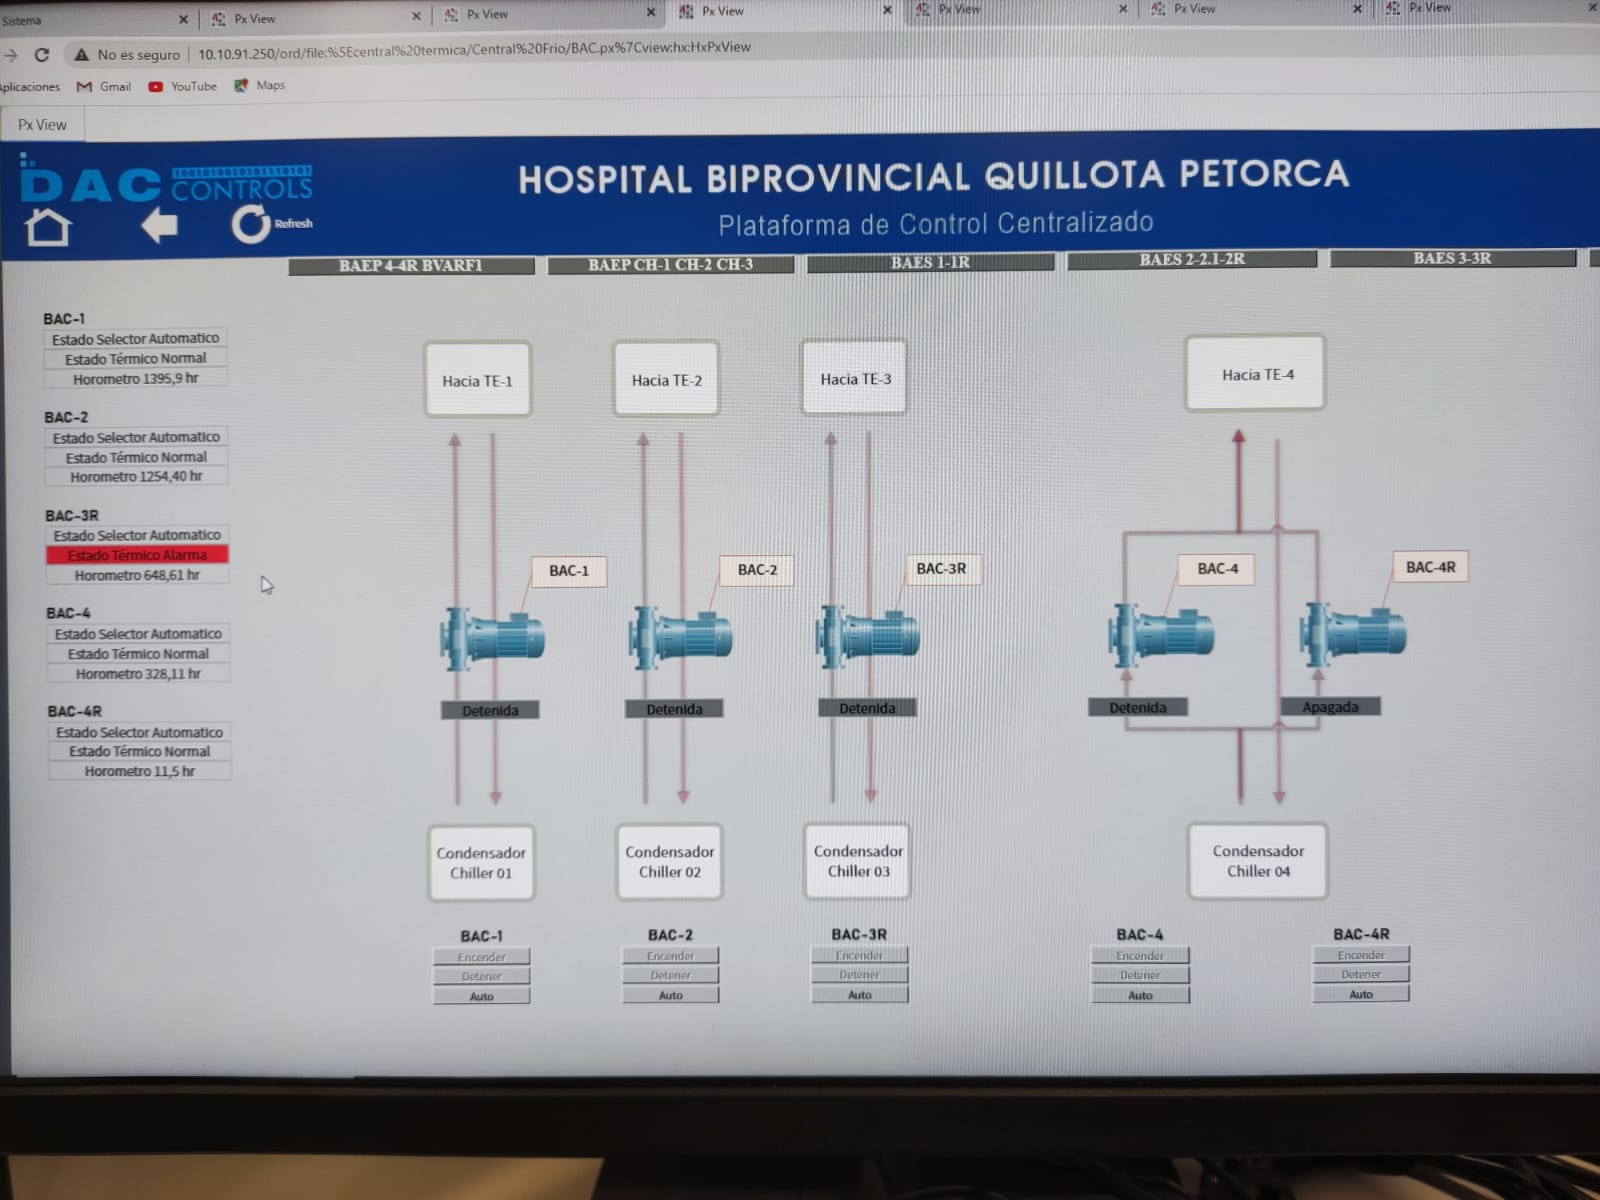 Sistema
Px View
Px View
Px View
Px View
Px View
Px View
No es seguro | 10.10.91.250/ord/file:%5Ecentral%20termica/Central%20Frio/BAC.px%7Cview:hx:HxPxView
Aplicaciones Gmail YouTube Maps
Px View
100101001010111010
DAC CONTROLS
Refresh
HOSPITAL BIPROVINCIAL QUILLOTA PETORCA
Plataforma de Control Centralizado
BAEP 4-4R BVARF1
BAEP CH-1 CH-2 CH-3
BAES 1-1R
BAES 2-2.1-2R
BAES 3-3R
BAC-1
Estado Selector Automatico
Estado Térmico Normal
Horometro 1395,9 hr
BAC-2
Estado Selector Automatico
Estado Térmico Normal
Horometro 1254,40 hr
BAC-3R
Estado Selector Automatico
Estado Térmico Alarma
Horometro 648,61 hr
BAC-4
Estado Selector Automatico
Estado Térmico Normal
Horometro 328,11 hr
BAC-4R
Estado Selector Automatico
Estado Térmico Normal
Horometro 11,5 hr
Hacia TE-1
Hacia TE-2
Hacia TE-3
Hacia TE-4
BAC-1
BAC-2
BAC-3R
BAC-4
BAC-4R
Detenida
Detenida
Detenida
Detenida
Apagada
Condensador
Chiller 01
Condensador
Chiller 02
Condensador
Chiller 03
Condensador
Chiller 04
BAC-1
Encender
Detener
Auto
BAC-2
Encender
Detener
Auto
BAC-3R
Encender
Detener
Auto
BAC-4
Encender
Detener
Auto
BAC-4R
Encender
Detener
Auto